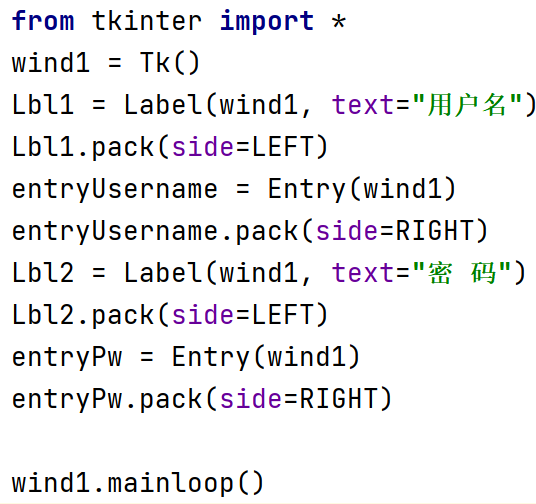 from tkinter import *
wind1 = Tk()
Lbl1 = Label(wind1, text="用户名")
Lbl1.pack(side=LEFT)
entryUsername = Entry(wind1)
entryUsername.pack(side=RIGHT)
Lbl2 = Label(wind1, text="密 码")
Lbl2.pack(side=LEFT)
entryPw = Entry(wind1)
entryPw.pack(side=RIGHT)
wind1.mainloop()